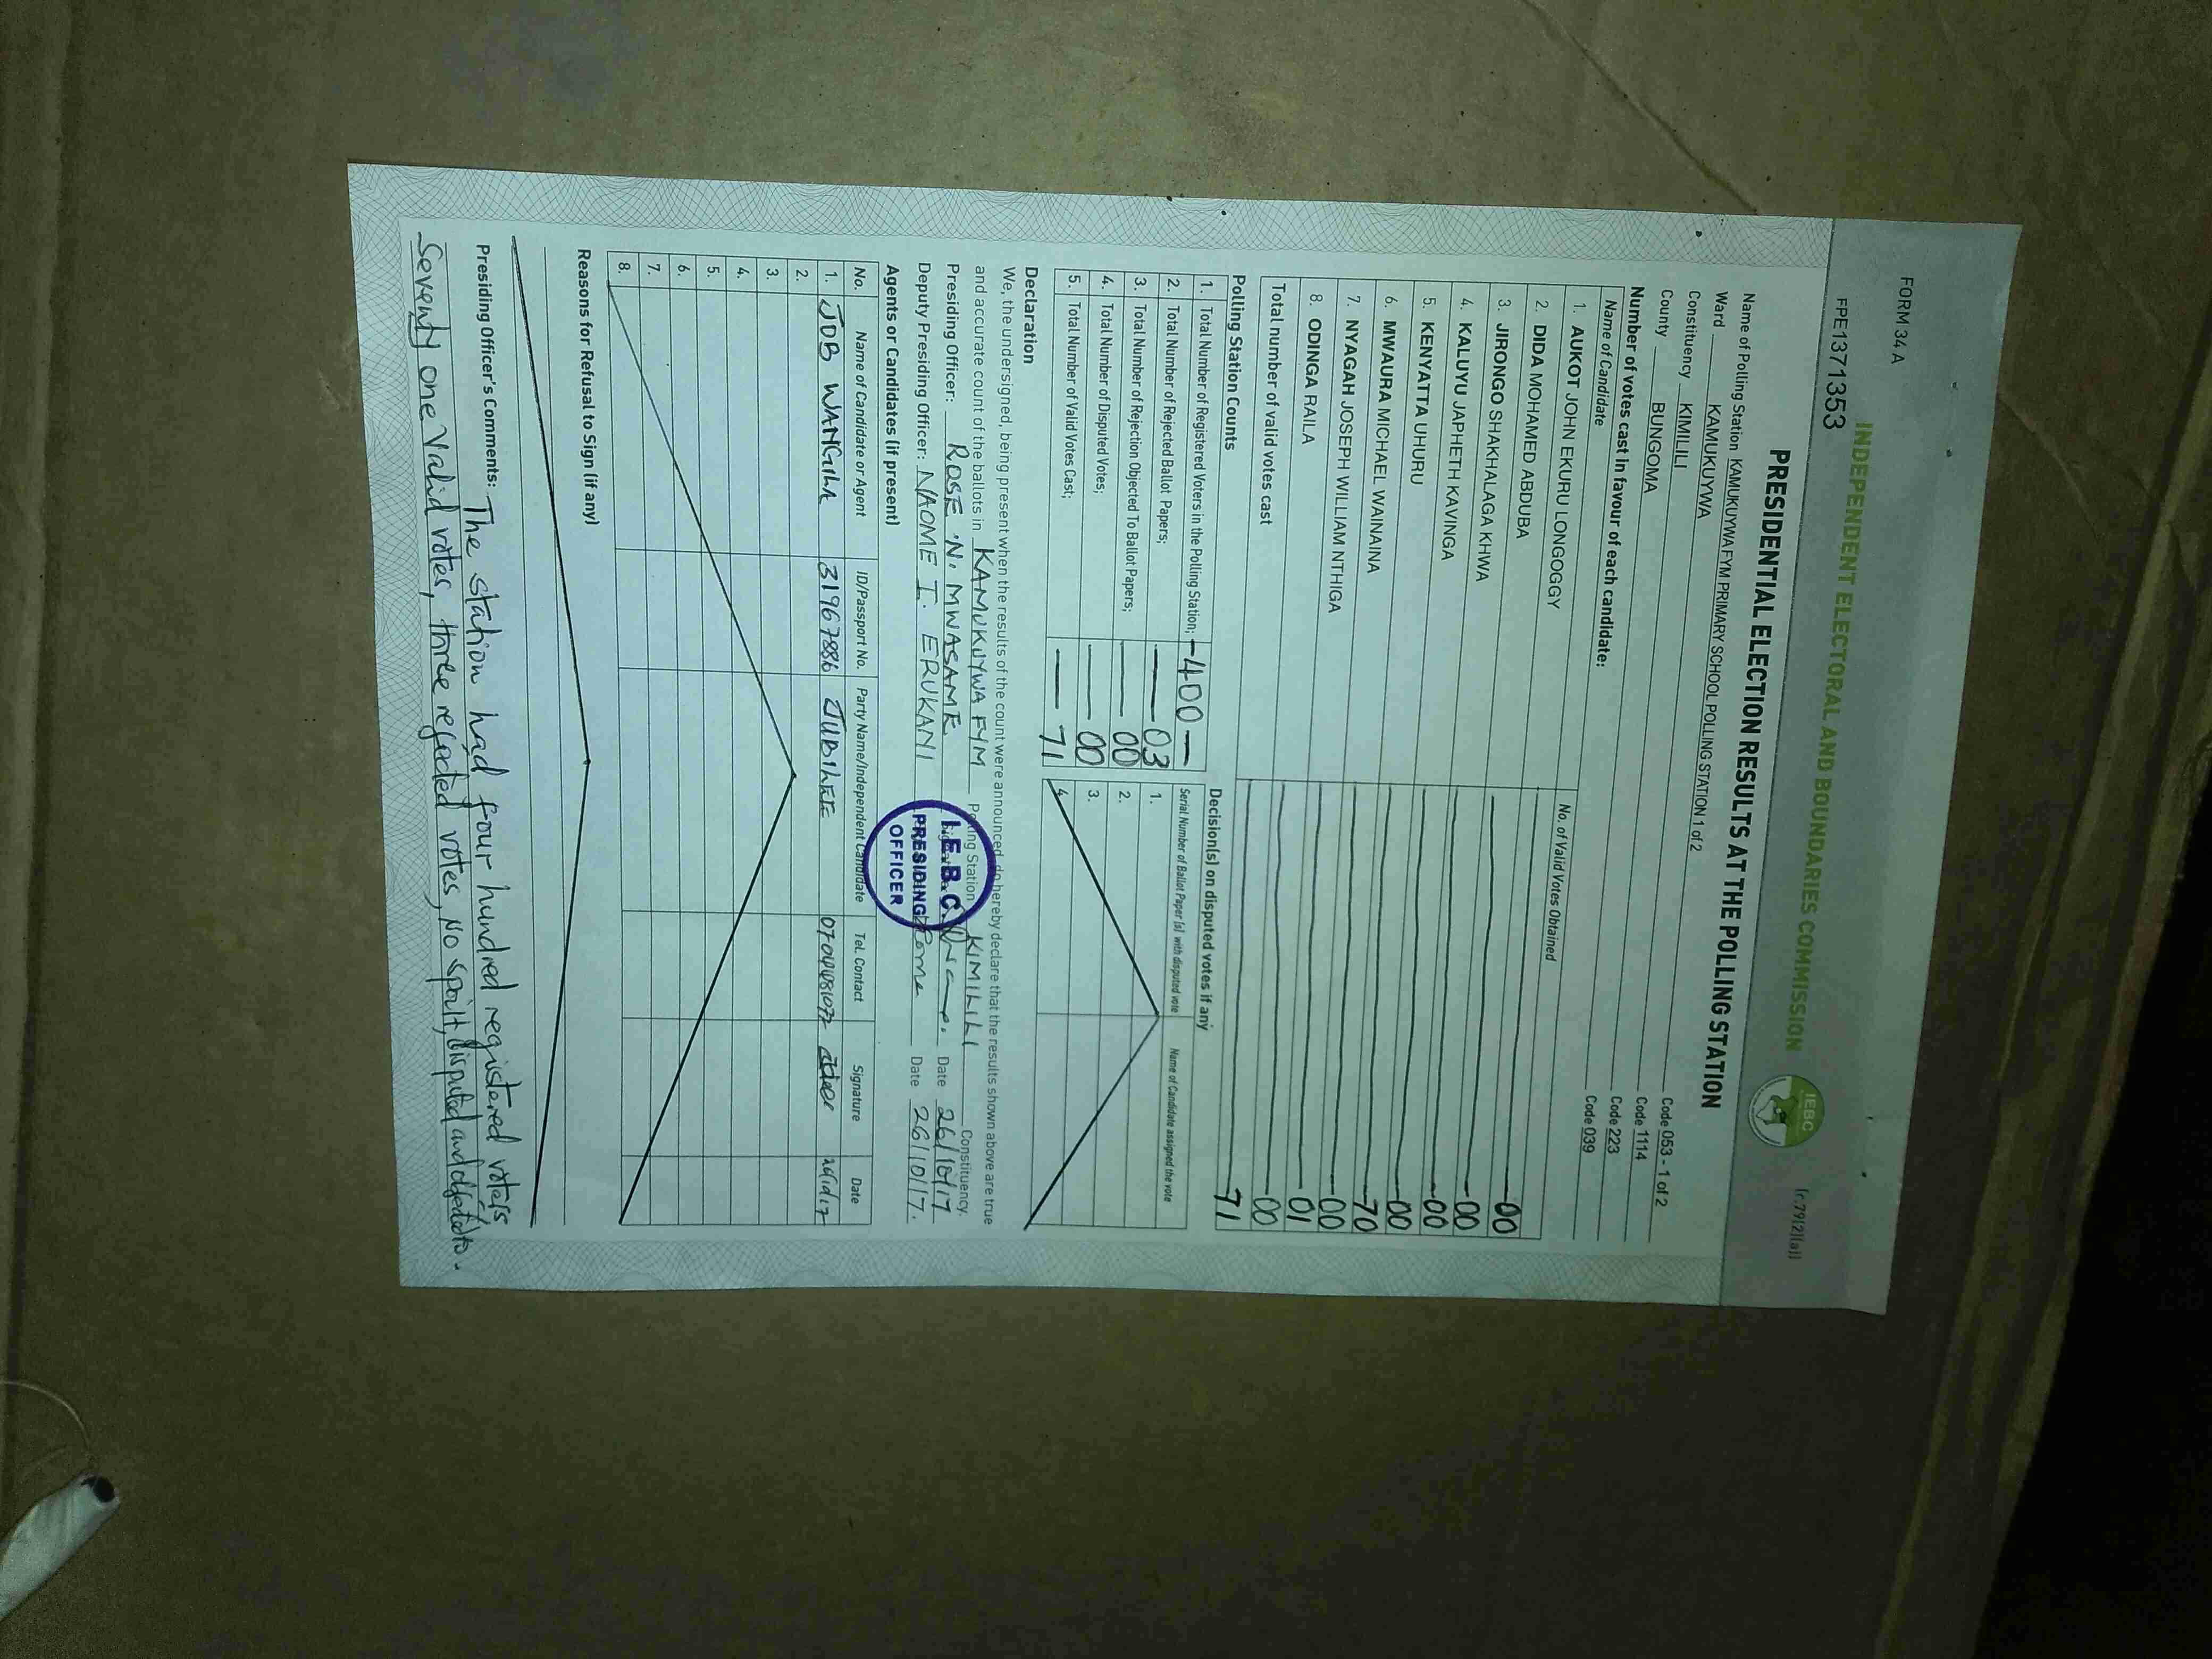 FORM 34 A
(r.79(2)(a))
INDEPENDENT ELECTORAL AND BOUNDARIES COMMISSION
IEBC
FPE1371353
PRESIDENTIAL ELECTION RESULTS AT THE POLLING STATION
Name of Polling Station KAMUKUYWA FYM PRIMARY SCHOOL POLLING STATION 1 of 2 Code 053 - 1 of 2
Ward KAMUKUYWA Code 1114
Constituency KIMILILI Code 223
County BUNGOMA Code 039
Number of votes cast in favour of each candidate:
Name of Candidate No. of Valid Votes Obtained
1. AUKOT JOHN EKURU LONGOGGY 00
2. DIDA MOHAMED ABDUBA 00
3. JIRONGO SHAKHALAGA KHWA 00
4. KALUYU JAPHETH KAVINGA 00
5. KENYATTA UHURU 70
6. MWAURA MICHAEL WAINAINA 00
7. NYAGAH JOSEPH WILLIAM NTHIGA 01
8. ODINGA RAILA 00
Total number of valid votes cast 71
Polling Station Counts
1. Total Number of Registered Voters in the Polling Station; -400-
2. Total Number of Rejected Ballot Papers; 03
3. Total Number of Rejection Objected To Ballot Papers; 00
4. Total Number of Disputed Votes; 00
5. Total Number of Valid Votes Cast; 71
Decision(s) on disputed votes if any
Serial Number of Ballot Paper (s) with disputed vote Name of Candidate assigned the vote
1.
2.
3.
4.
Declaration
We, the undersigned, being present when the results of the count were announced, do hereby declare that the results shown above are true
and accurate count of the ballots in KAMUKUYWA FYM Polling Station KIMILILI Constituency.
Presiding Officer: ROSE N. MWASAME Date 26/10/17
Deputy Presiding Officer: NAOME I. ERUKANI Date 26/10/17.
I.E.B.C.
PRESIDING
OFFICER
Agents or Candidates (if present)
No. Name of Candidate or Agent ID/Passport No. Party Name/Independent Candidate Tel. Contact Signature Date
1. JOB WANGILA 31967886 JUBILEE 26/10/17
2.
3.
4.
5.
6.
7.
8.
Reasons for Refusal to Sign (if any)
Presiding Officer's Comments: The station had four hundred registered voters,
Seventy one Valid votes, three rejected votes, No spoilt, disputed and objected to.